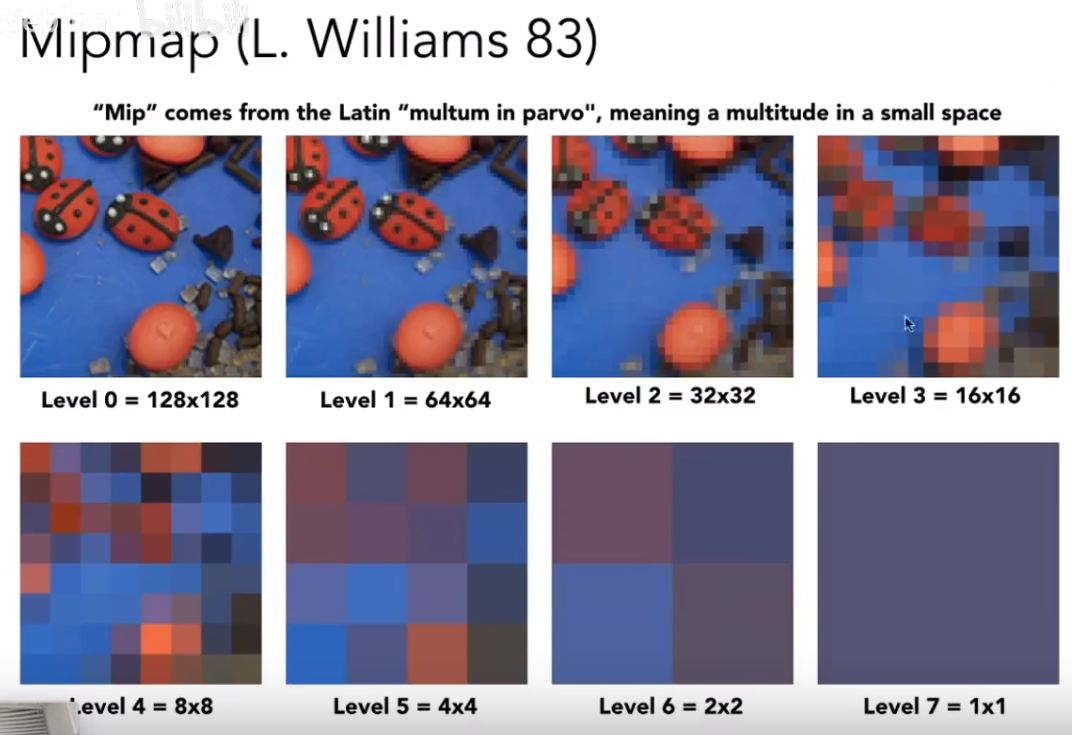 bilibili
Mipmap (L. Williams 83)
“Mip” comes from the Latin “multum in parvo", meaning a multitude in a small space
Level 0 = 128x128
Level 1 = 64x64
Level 2 = 32x32
Level 3 = 16x16
Level 4 = 8x8
Level 5 = 4x4
Level 6 = 2x2
Level 7 = 1x1